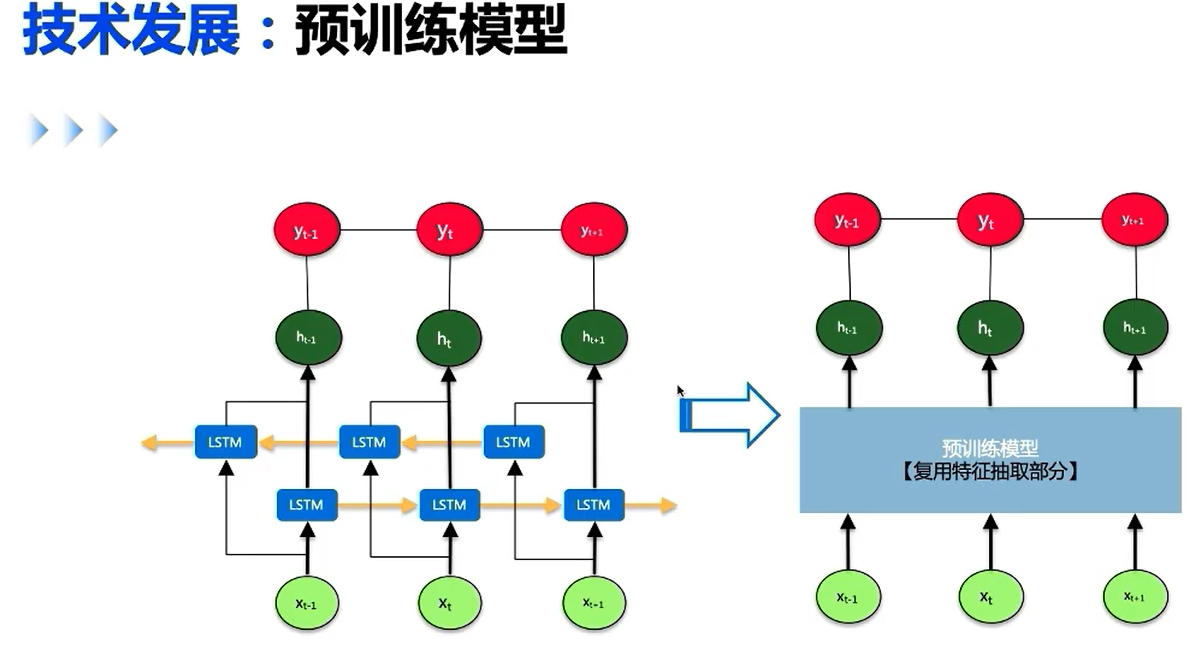 技术发展：预训练模型
y_{t-1} y_t y_{t+1}
h_{t-1} h_t h_{t+1}
LSTM LSTM LSTM
LSTM LSTM LSTM
x_{t-1} x_t x_{t+1}
y_{t-1} y_t y_{t+1}
h_{t-1} h_t h_{t+1}
预训练模型
【复用特征抽取部分】
x_{t-1} x_t x_{t+1}